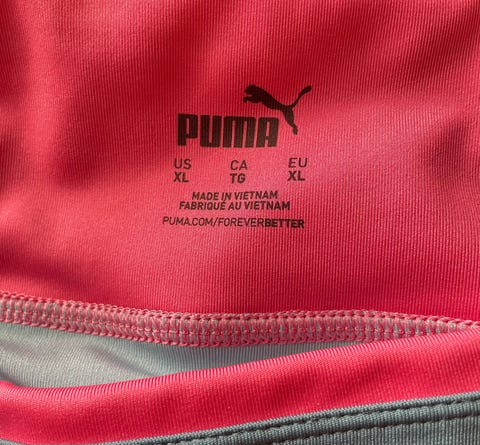 PUMA
US CA EU
XL TG XL
MADE IN VIETNAM
FABRIQUÉ AU VIETNAM
PUMA.COM/FOREVERBETTER